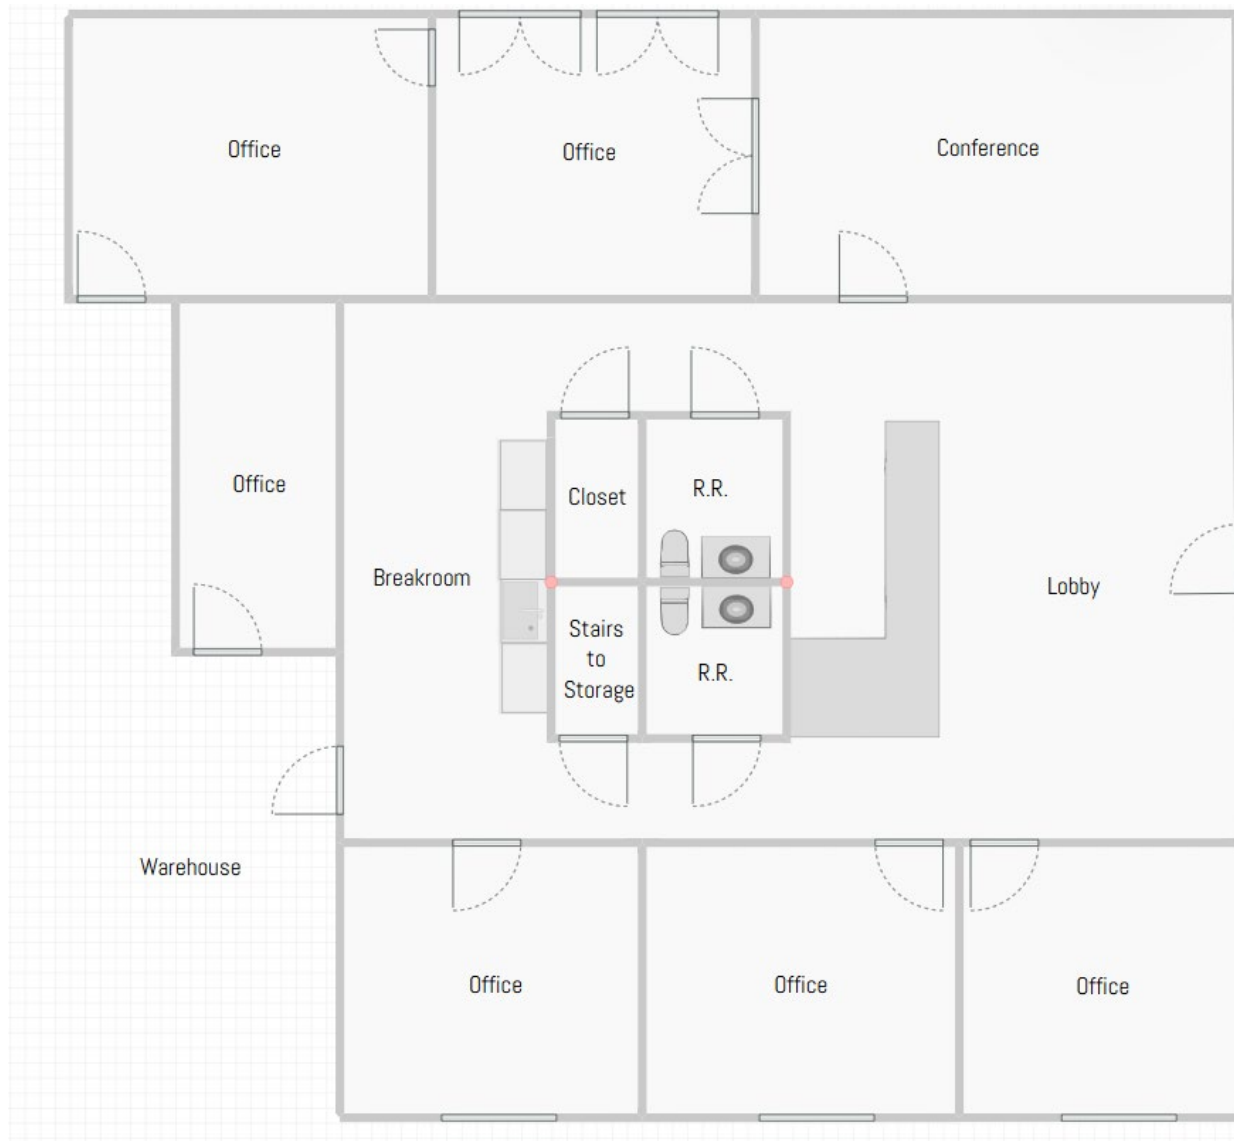 Office
Office
Conference
Office
Closet
R.R.
Breakroom
Lobby
Stairs
to
Storage
R.R.
Warehouse
Office
Office
Office